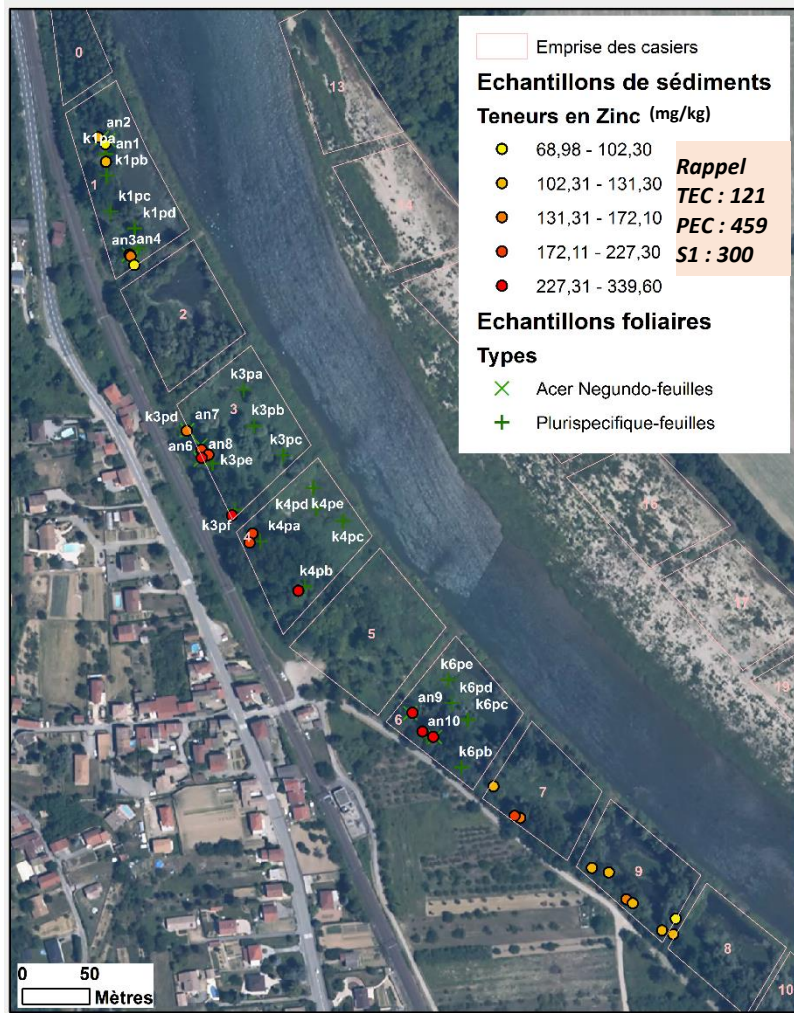 0
13
Emprise des casiers
Echantillons de sédiments
Teneurs en Zinc (mg/kg)
68,98 - 102,30
102,31 - 131,30
131,31 - 172,10
172,11 - 227,30
227,31 - 339,60
Rappel
TEC : 121
PEC : 459
S1 : 300
Echantillons foliaires
Types
Acer Negundo-feuilles
Plurispecifique-feuilles
an2
k1pa
an1
k1pb
1
k1pc
k1pd
an3
an4
2
k3pa
3
k3pb
k3pd
an7
k3pc
an6
an8
k3pe
k4pd
k4pe
k3pf
4
k4pa
k4pc
k4pb
5
k6pe
an9
k6pd
k6pc
6
an10
k6pb
7
9
8
10
0 50
Mètres